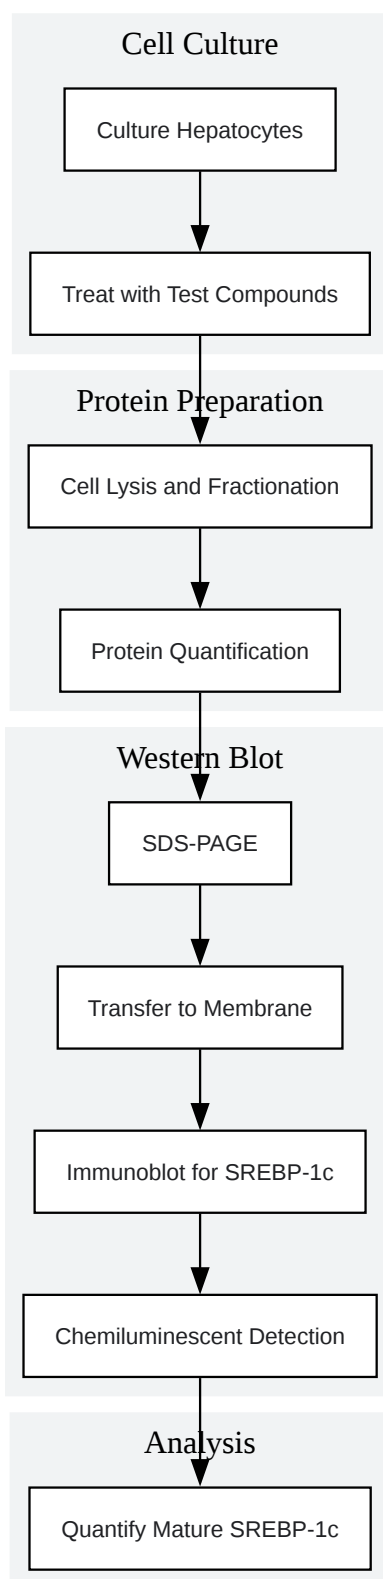 Cell Culture
Culture Hepatocytes
Treat with Test Compounds
Protein Preparation
Cell Lysis and Fractionation
Protein Quantification
Western Blot
SDS-PAGE
Transfer to Membrane
Immunoblot for SREBP-1c
Chemiluminescent Detection
Analysis
Quantify Mature SREBP-1c